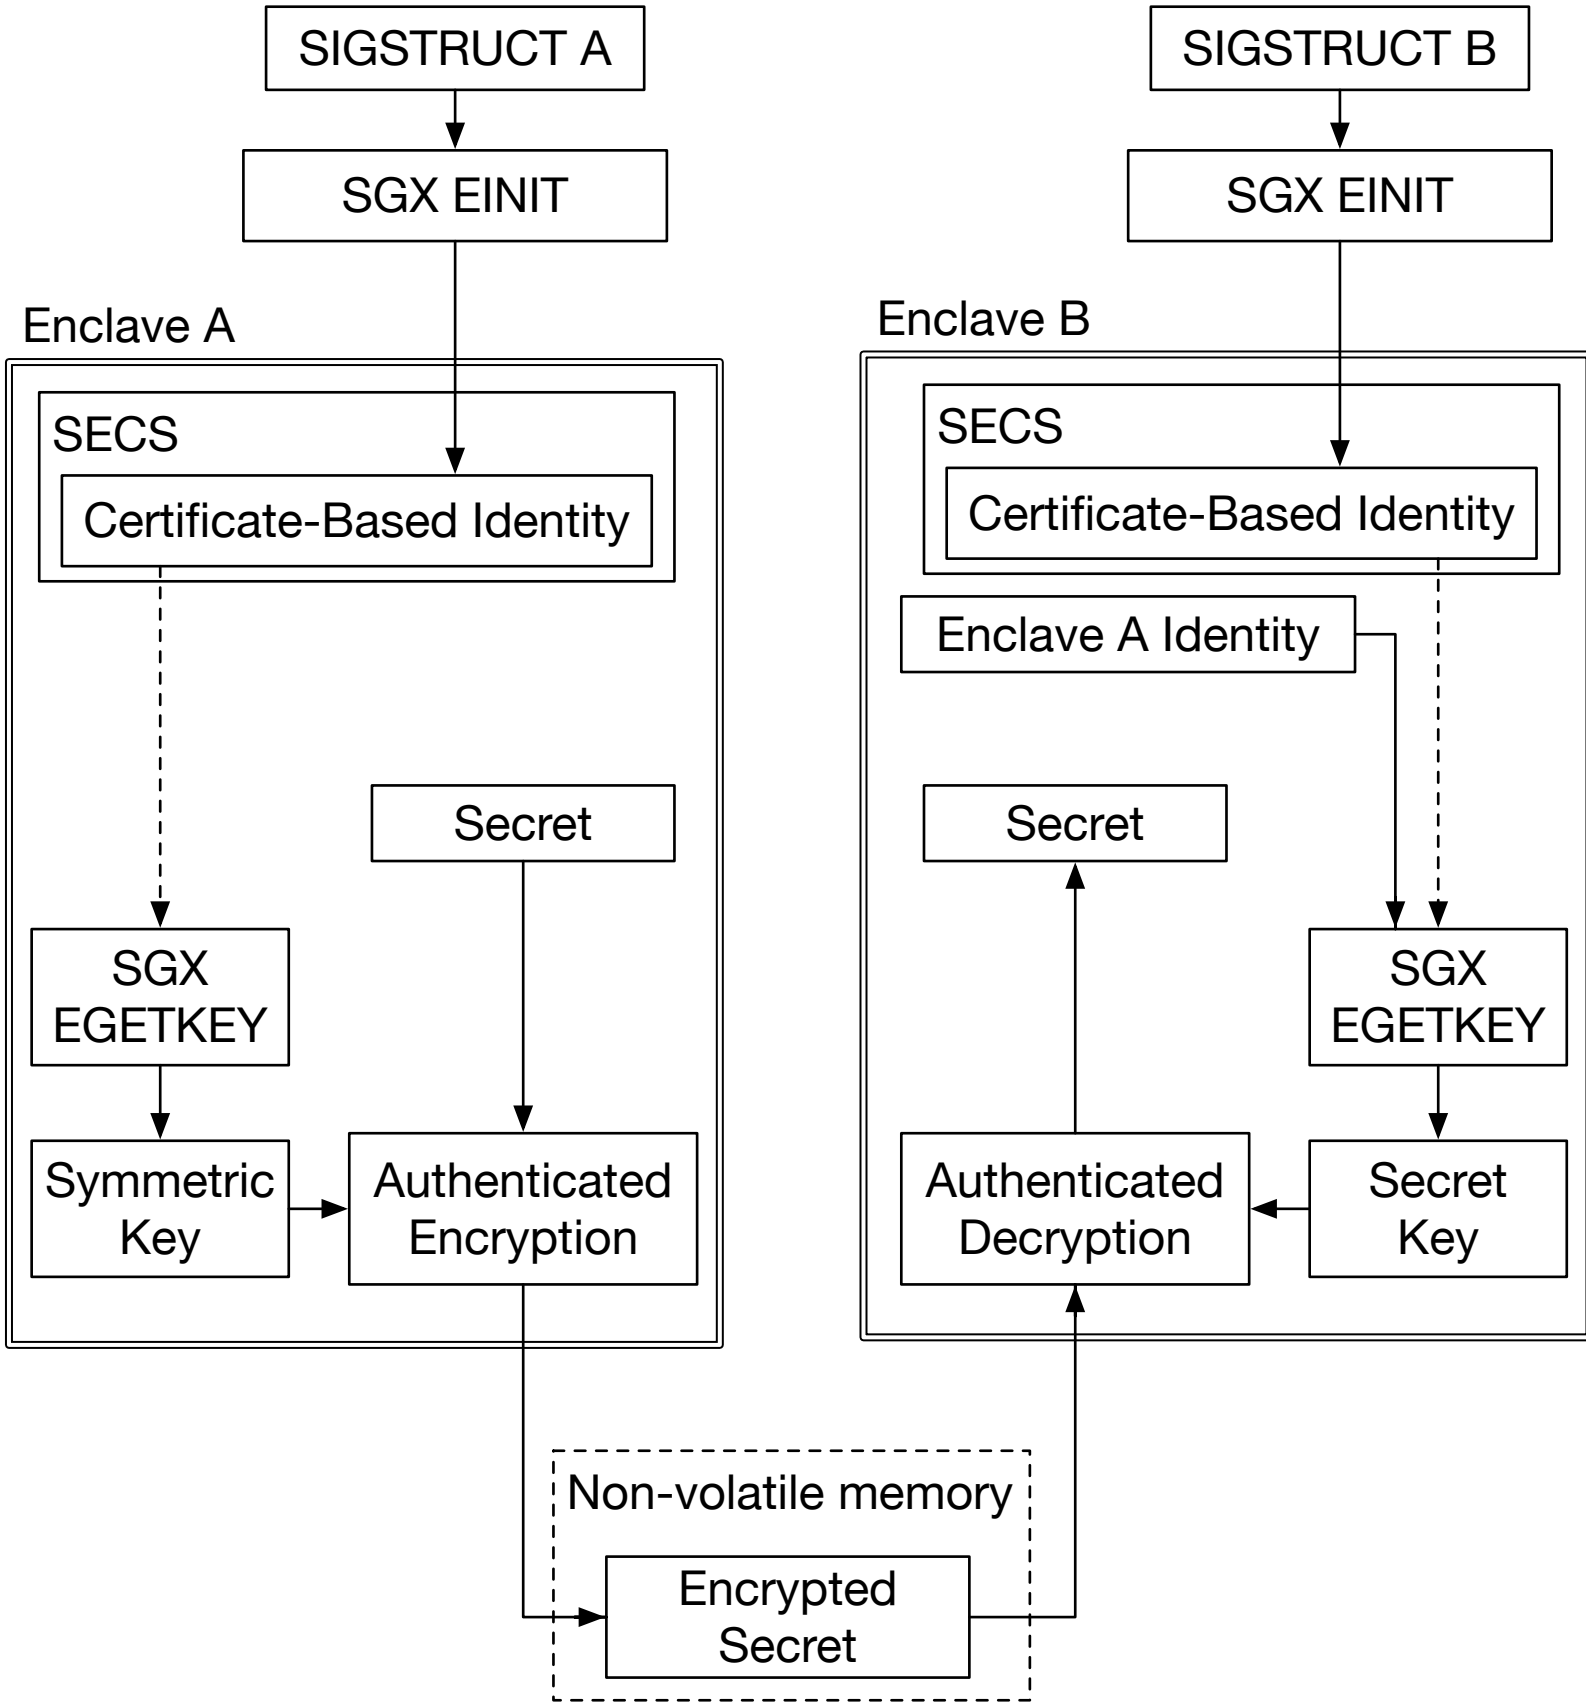 SIGSTRUCT A
SGX EINIT
Enclave A
SECS
Certificate-Based Identity
Secret
SGX
EGETKEY
Symmetric
Key
Authenticated
Encryption
SIGSTRUCT B
SGX EINIT
Enclave B
SECS
Certificate-Based Identity
Enclave A Identity
Secret
SGX
EGETKEY
Authenticated
Decryption
Secret
Key
Non-volatile memory
Encrypted
Secret